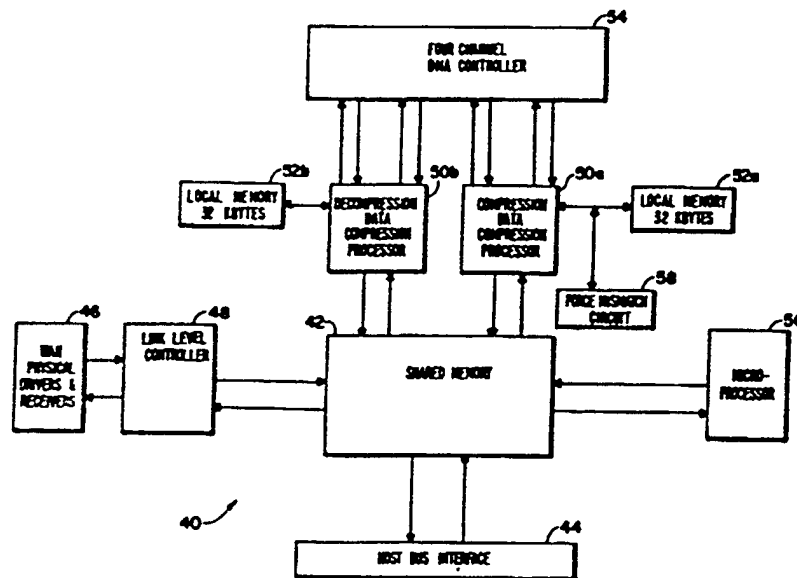 54
FOUR CHANNEL
DMA CONTROLLER
52b
LOCAL MEMORY
32 KBYTES
50b
DECOMPRESSION
DATA
COMPRESSION
PROCESSOR
50a
COMPRESSION
DATA
COMPRESSION
PROCESSOR
52a
LOCAL MEMORY
32 KBYTES
58
FORCE MISMATCH
CIRCUIT
46
PHYSICAL
DRIVERS &
RECEIVERS
48
LINK LEVEL
CONTROLLER
42
SHARED MEMORY
MICRO-
PROCESSOR
40
44
HOST BUS INTERFACE